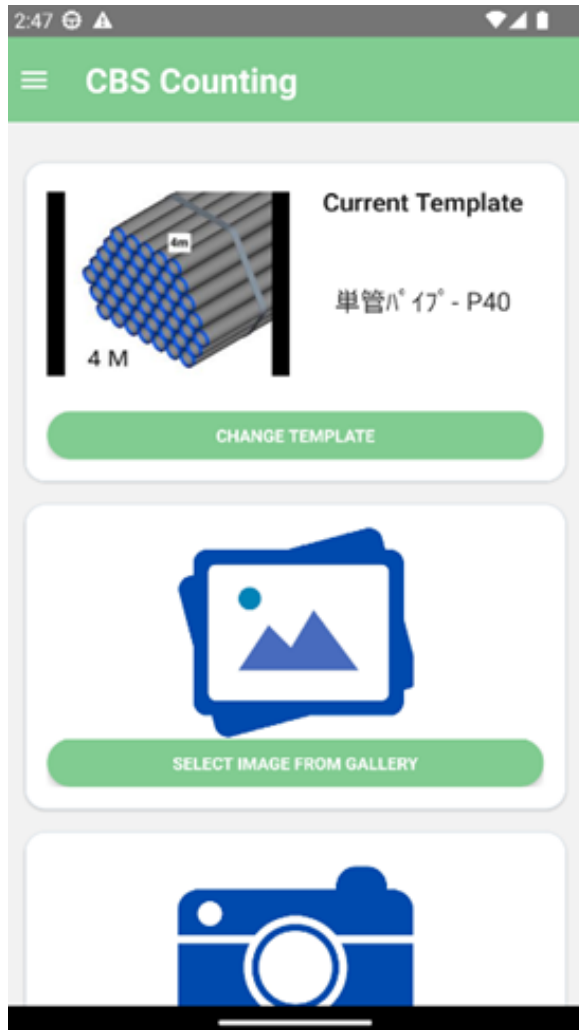 2:47
CBS Counting
4m
4 M
Current Template
単管ﾊﾟｲﾌﾟ - P40
CHANGE TEMPLATE
SELECT IMAGE FROM GALLERY